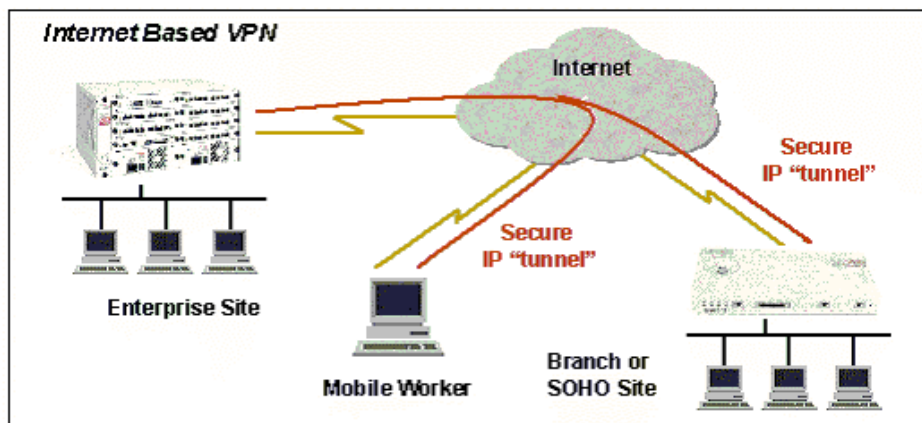 Internet Based VPN
Internet
Secure
IP “tunnel”
Secure
IP “tunnel”
Enterprise Site
Mobile Worker
Branch or
SOHO Site